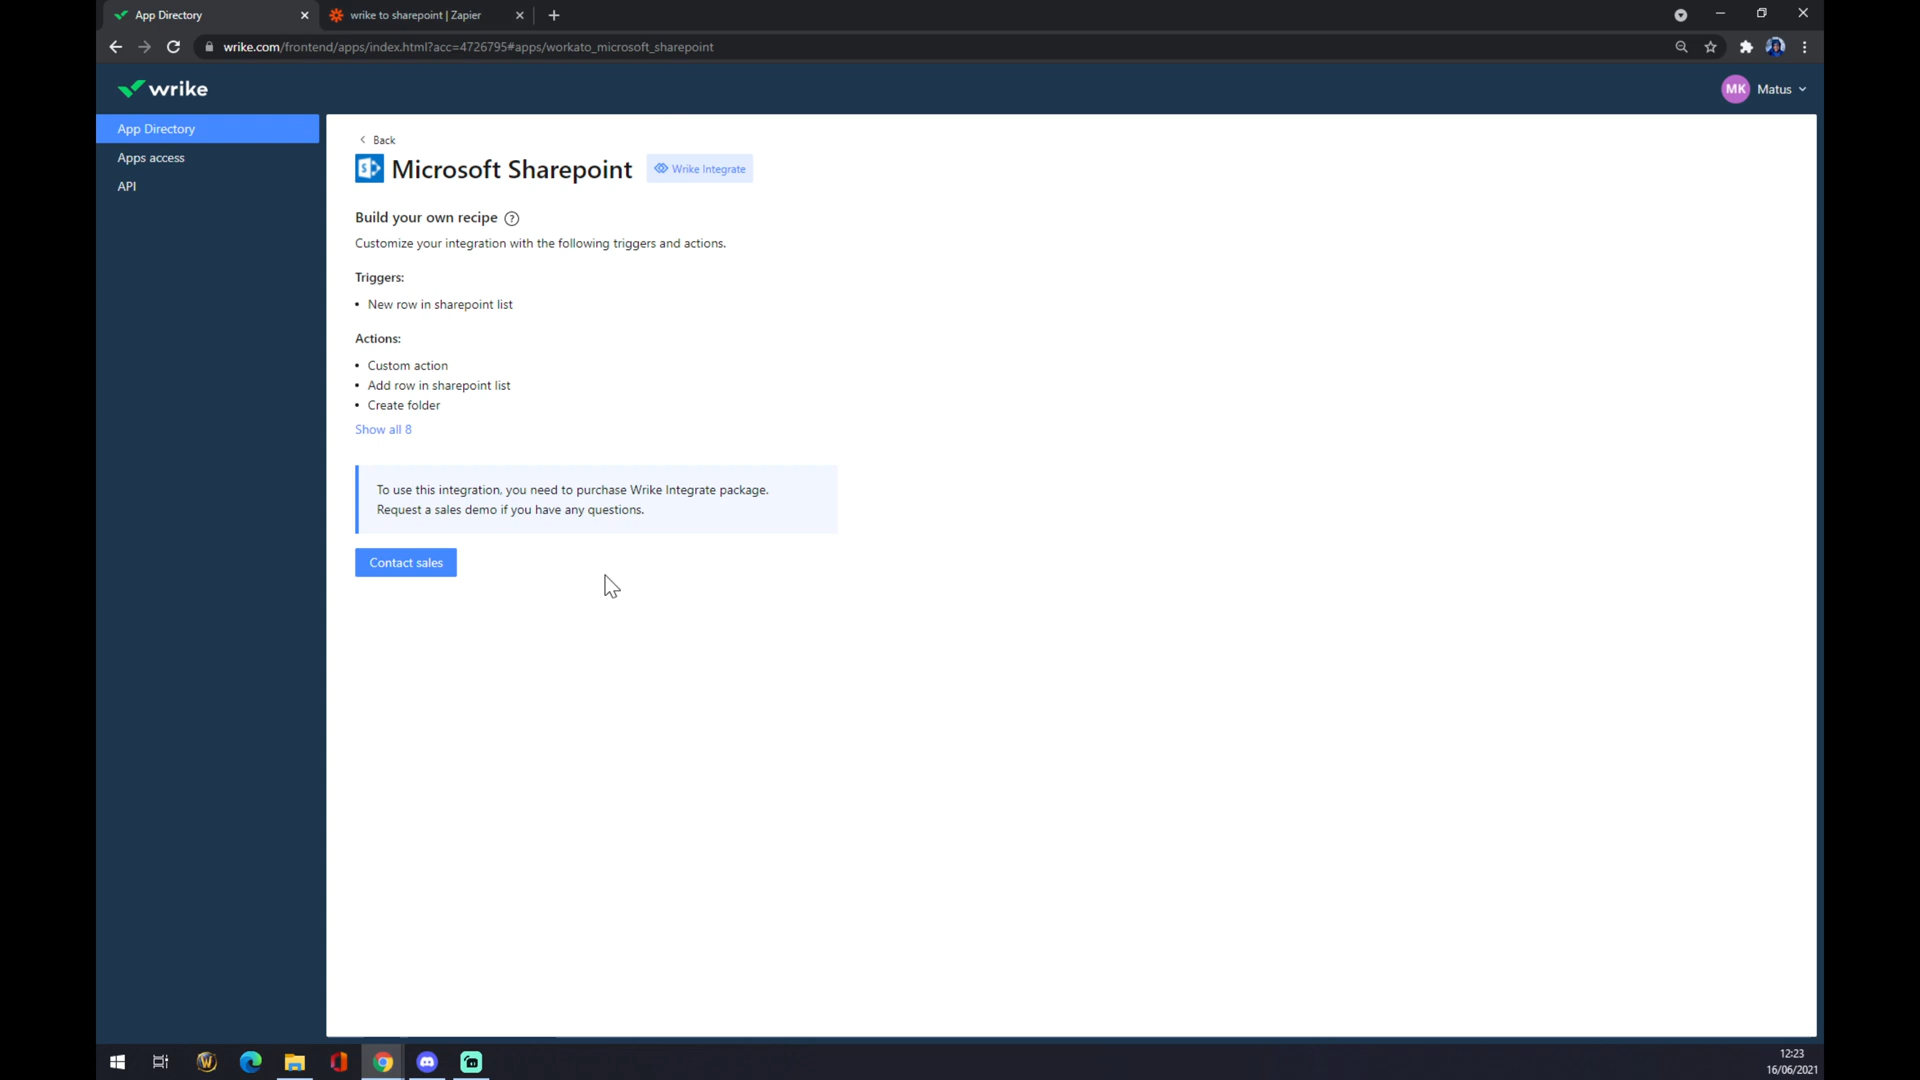 App Directory
wrike to sharepoint | Zapier
wrike.com/frontend/apps/index.html?acc=4726795#apps/workato_microsoft_sharepoint
wrike
MK
Matus
App Directory
Apps access
API
Back
Microsoft Sharepoint
Wrike Integrate
Build your own recipe ?
Customize your integration with the following triggers and actions.
Triggers:
• New row in sharepoint list
Actions:
• Custom action
• Add row in sharepoint list
• Create folder
Show all 8
To use this integration, you need to purchase Wrike Integrate package.
Request a sales demo if you have any questions.
Contact sales
12:23
16/06/2021